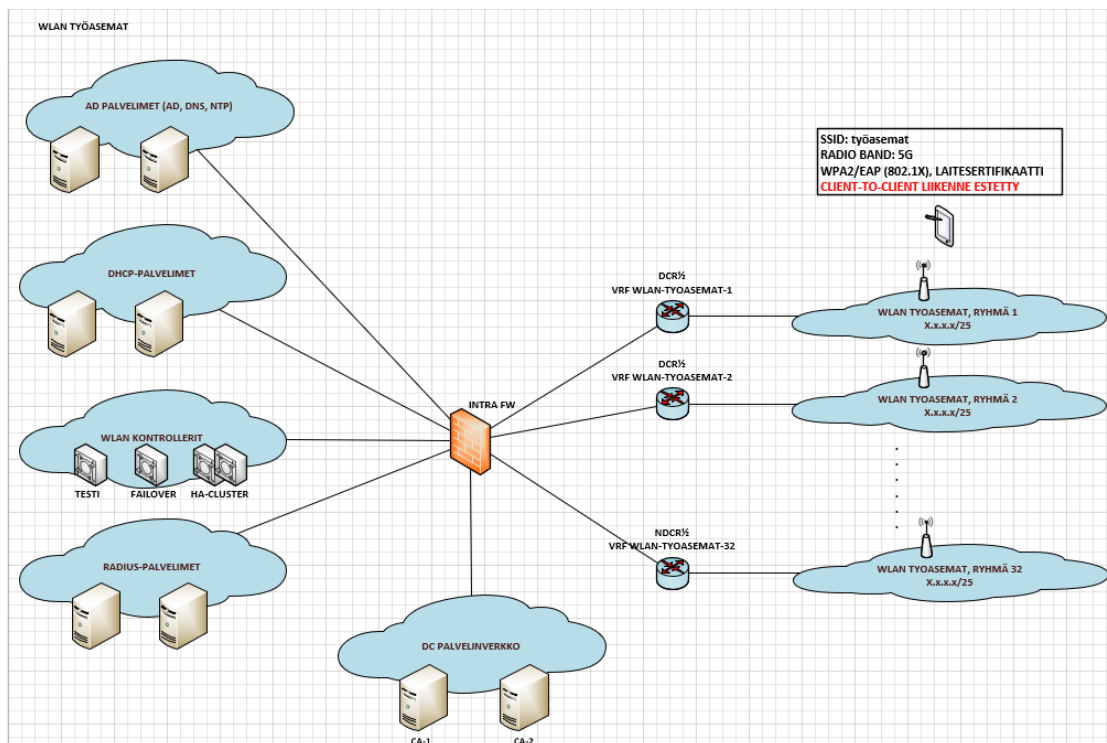 WLAN TYÖASEMAT
AD PALVELIMET (AD, DNS, NTP)
SSID: työasemat
RADIO BAND: 5G
WPA2/EAP (802.1X), LAITESERTIFIKAATTI
CLIENT-TO-CLIENT LIIKENNE ESTETTY
DHCP-PALVELIMET
DCR½
VRF WLAN-TYOASEMAT-1
WLAN TYOASEMAT, RYHMÄ 1
X.x.x.x/25
DCR½
VRF WLAN-TYOASEMAT-2
WLAN TYOASEMAT, RYHMÄ 2
X.x.x.x/25
INTRA FW
WLAN KONTROLLERIT
TESTI
FAILOVER
HA-CLUSTER
NDCR½
VRF WLAN-TYOASEMAT-32
WLAN TYOASEMAT, RYHMÄ 32
X.x.x.x/25
RADIUS-PALVELIMET
DC PALVELINVERKKO
CA-1
CA-2